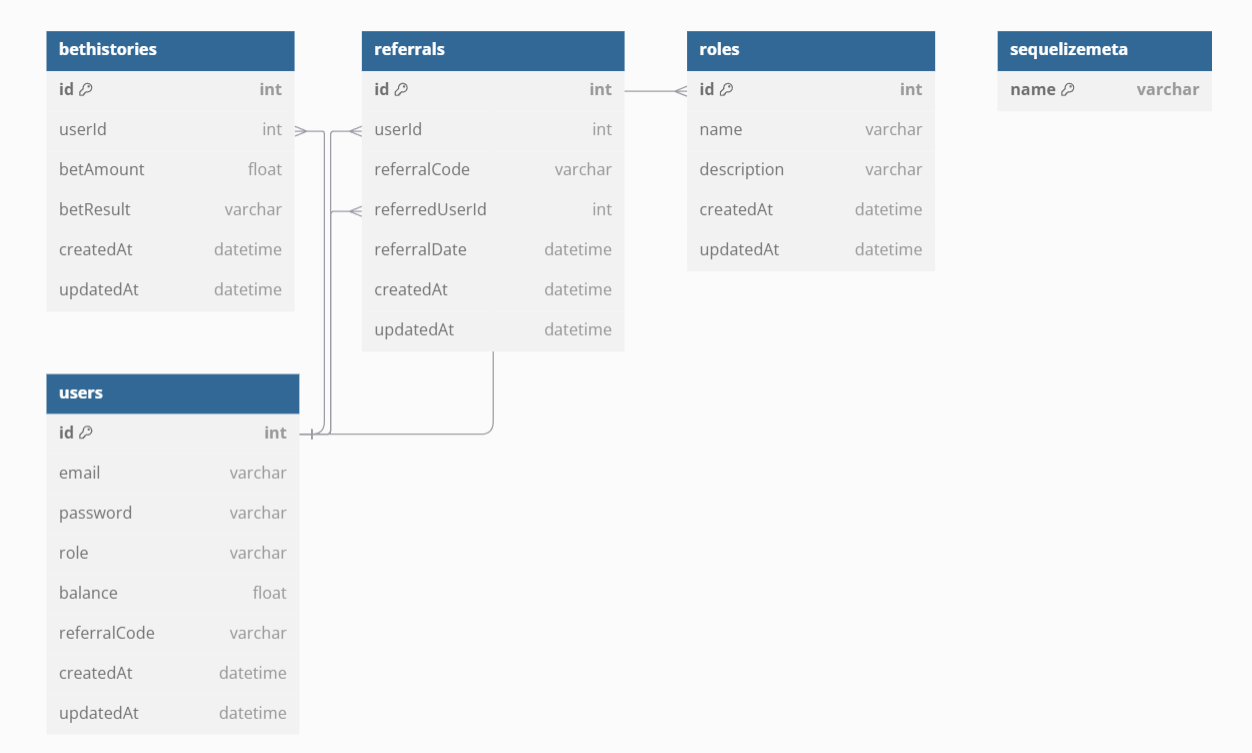 bethistories
id int
userId int
betAmount float
betResult varchar
createdAt datetime
updatedAt datetime
referrals
id int
userId int
referralCode varchar
referredUserId int
referralDate datetime
createdAt datetime
updatedAt datetime
roles
id int
name varchar
description varchar
createdAt datetime
updatedAt datetime
sequelizemeta
name varchar
users
id int
email varchar
password varchar
role varchar
balance float
referralCode varchar
createdAt datetime
updatedAt datetime